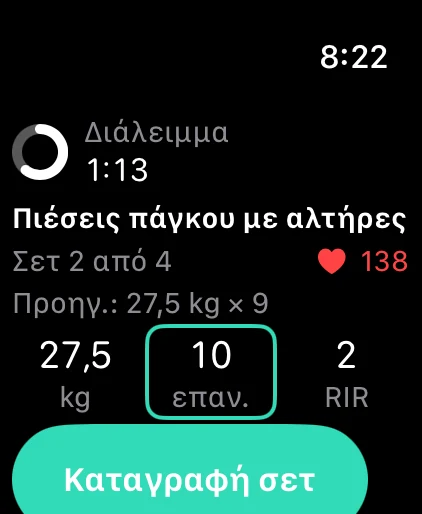 8:22
Διάλειμμα
1:13
Πιέσεις πάγκου με αλτήρες
Σετ 2 από 4 138
Προηγ.: 27,5 kg × 9
27,5 10 2
kg επαν. RIR
Καταγραφή σετ